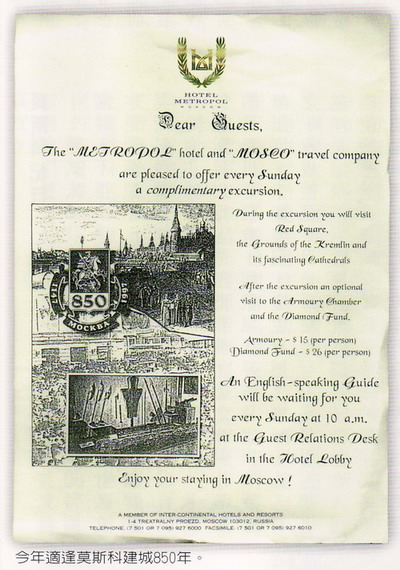 HOTEL
METROPOL
MOSCOW
Dear Guests,
The "METROPOL" hotel and "MOSCO" travel company
are pleased to offer every Sunday
a complimentary excursion.
During the excursion you will visit
Red Square,
the Grounds of the Kremlin and
its fascinating Cathedrals
After the excursion an optional
visit to the Armoury Chamber
and the Diamond Fund.
Armoury - $ 15 (per person)
Diamond Fund - $ 26 (per person)
1147
850
1997
МОСКВА
An English-speaking Guide
will be waiting for you
every Sunday at 10 a.m.
at the Guest Relations Desk
in the Hotel Lobby
Enjoy your staying in Moscow !
A MEMBER OF INTER-CONTINENTAL HOTELS AND RESORTS
1-4 TREATRALNY PROEZD, MOSCOW 103012, RUSSIA
TELEPHONE: (7 501 OR 7 095) 927 6000 FACSIMILE: (7 501 OR 7 095) 927 6010
今年適逢莫斯科建城850年。